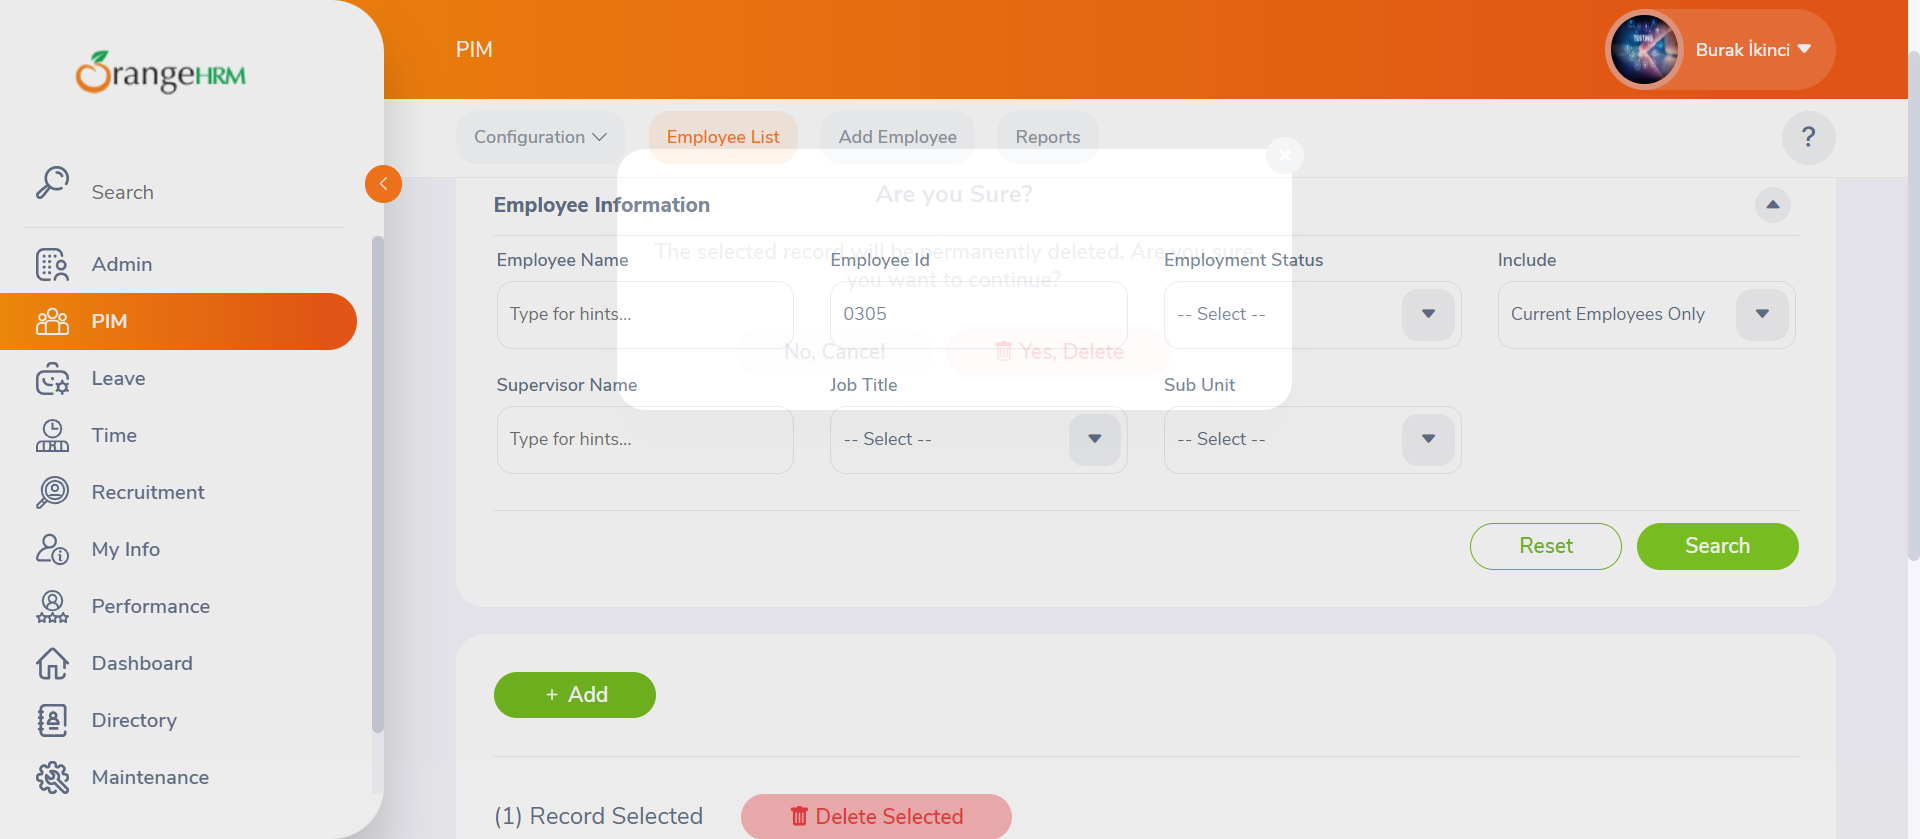 OrangeHRM
PIM
Burak İkinci
Search
Configuration
Employee List
Add Employee
Reports
?
Are you Sure?
Employee Information
The selected record will be permanently deleted. Are you sure
you want to continue?
Employee Name
Employee Id
Employment Status
Include
Type for hints...
0305
-- Select --
Current Employees Only
No, Cancel
Yes, Delete
Supervisor Name
Job Title
Sub Unit
Type for hints...
-- Select --
-- Select --
Reset
Search
+ Add
(1) Record Selected
Delete Selected
Admin
PIM
Leave
Time
Recruitment
My Info
Performance
Dashboard
Directory
Maintenance